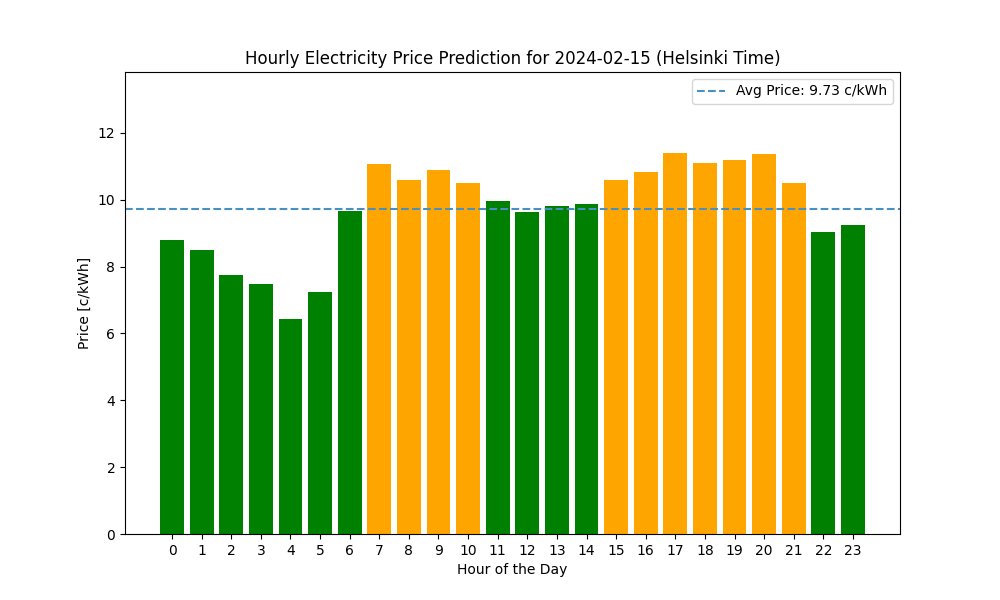 Hourly Electricity Price Prediction for 2024-02-15 (Helsinki Time)
Avg Price: 9.73 c/kWh
Price [c/kWh]
12
10
8
6
4
2
0
0 1 2 3 4 5 6 7 8 9 10 11 12 13 14 15 16 17 18 19 20 21 22 23
Hour of the Day